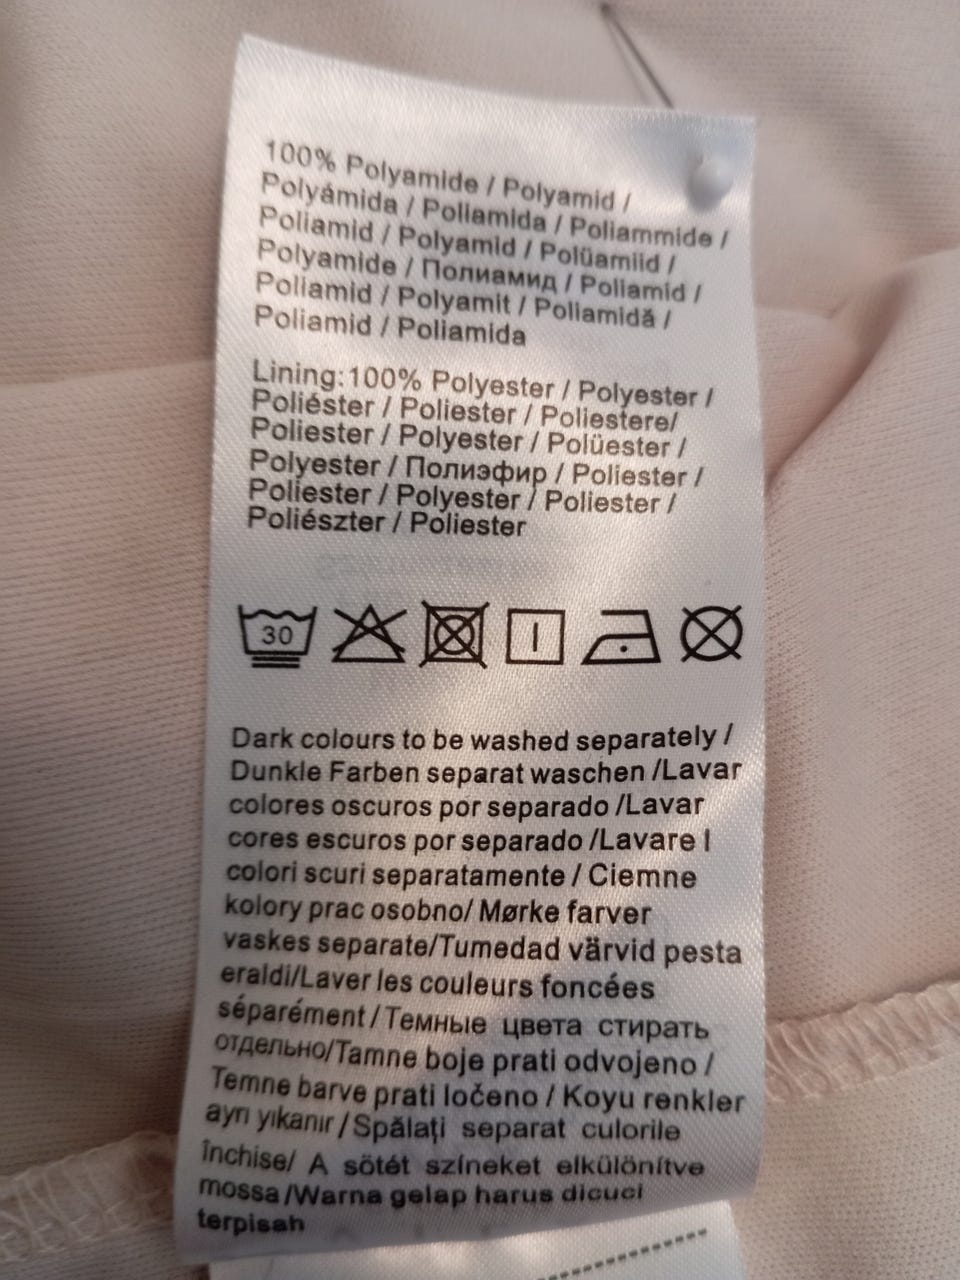 100% Polyamide / Polyamid /
Polyámida / Poliamida / Poliammide /
Poliamid / Polyamid / Polüamiid /
Polyamide / Полиамид / Poliamid /
Poliamid / Polyamit / Poliamidă /
Poliamid / Poliamida
Lining:100% Polyester / Polyester /
Poliéster / Poliester / Poliestere/
Poliester / Polyester / Polüester /
Polyester / Полиэфир / Poliester /
Poliester / Polyester / Poliester /
Poliészter / Poliester
30
Dark colours to be washed separately /
Dunkle Farben separat waschen /Lavar
colores oscuros por separado /Lavar
cores escuros por separado /Lavare I
colori scuri separatamente / Ciemne
kolory prac osobno/ Mørke farver
vaskes separate/Tumedad värvid pesta
eraldi/Laver les couleurs foncées
séparément / Темные цвета стирать
отдельно/Tamne boje prati odvojeno /
Temne barve prati ločeno / Koyu renkler
ayrı yıkanır / Spălați separat culorile
închise/ A sötét színeket elkülönítve
mossa /Warna gelap harus dicuci
terpisah